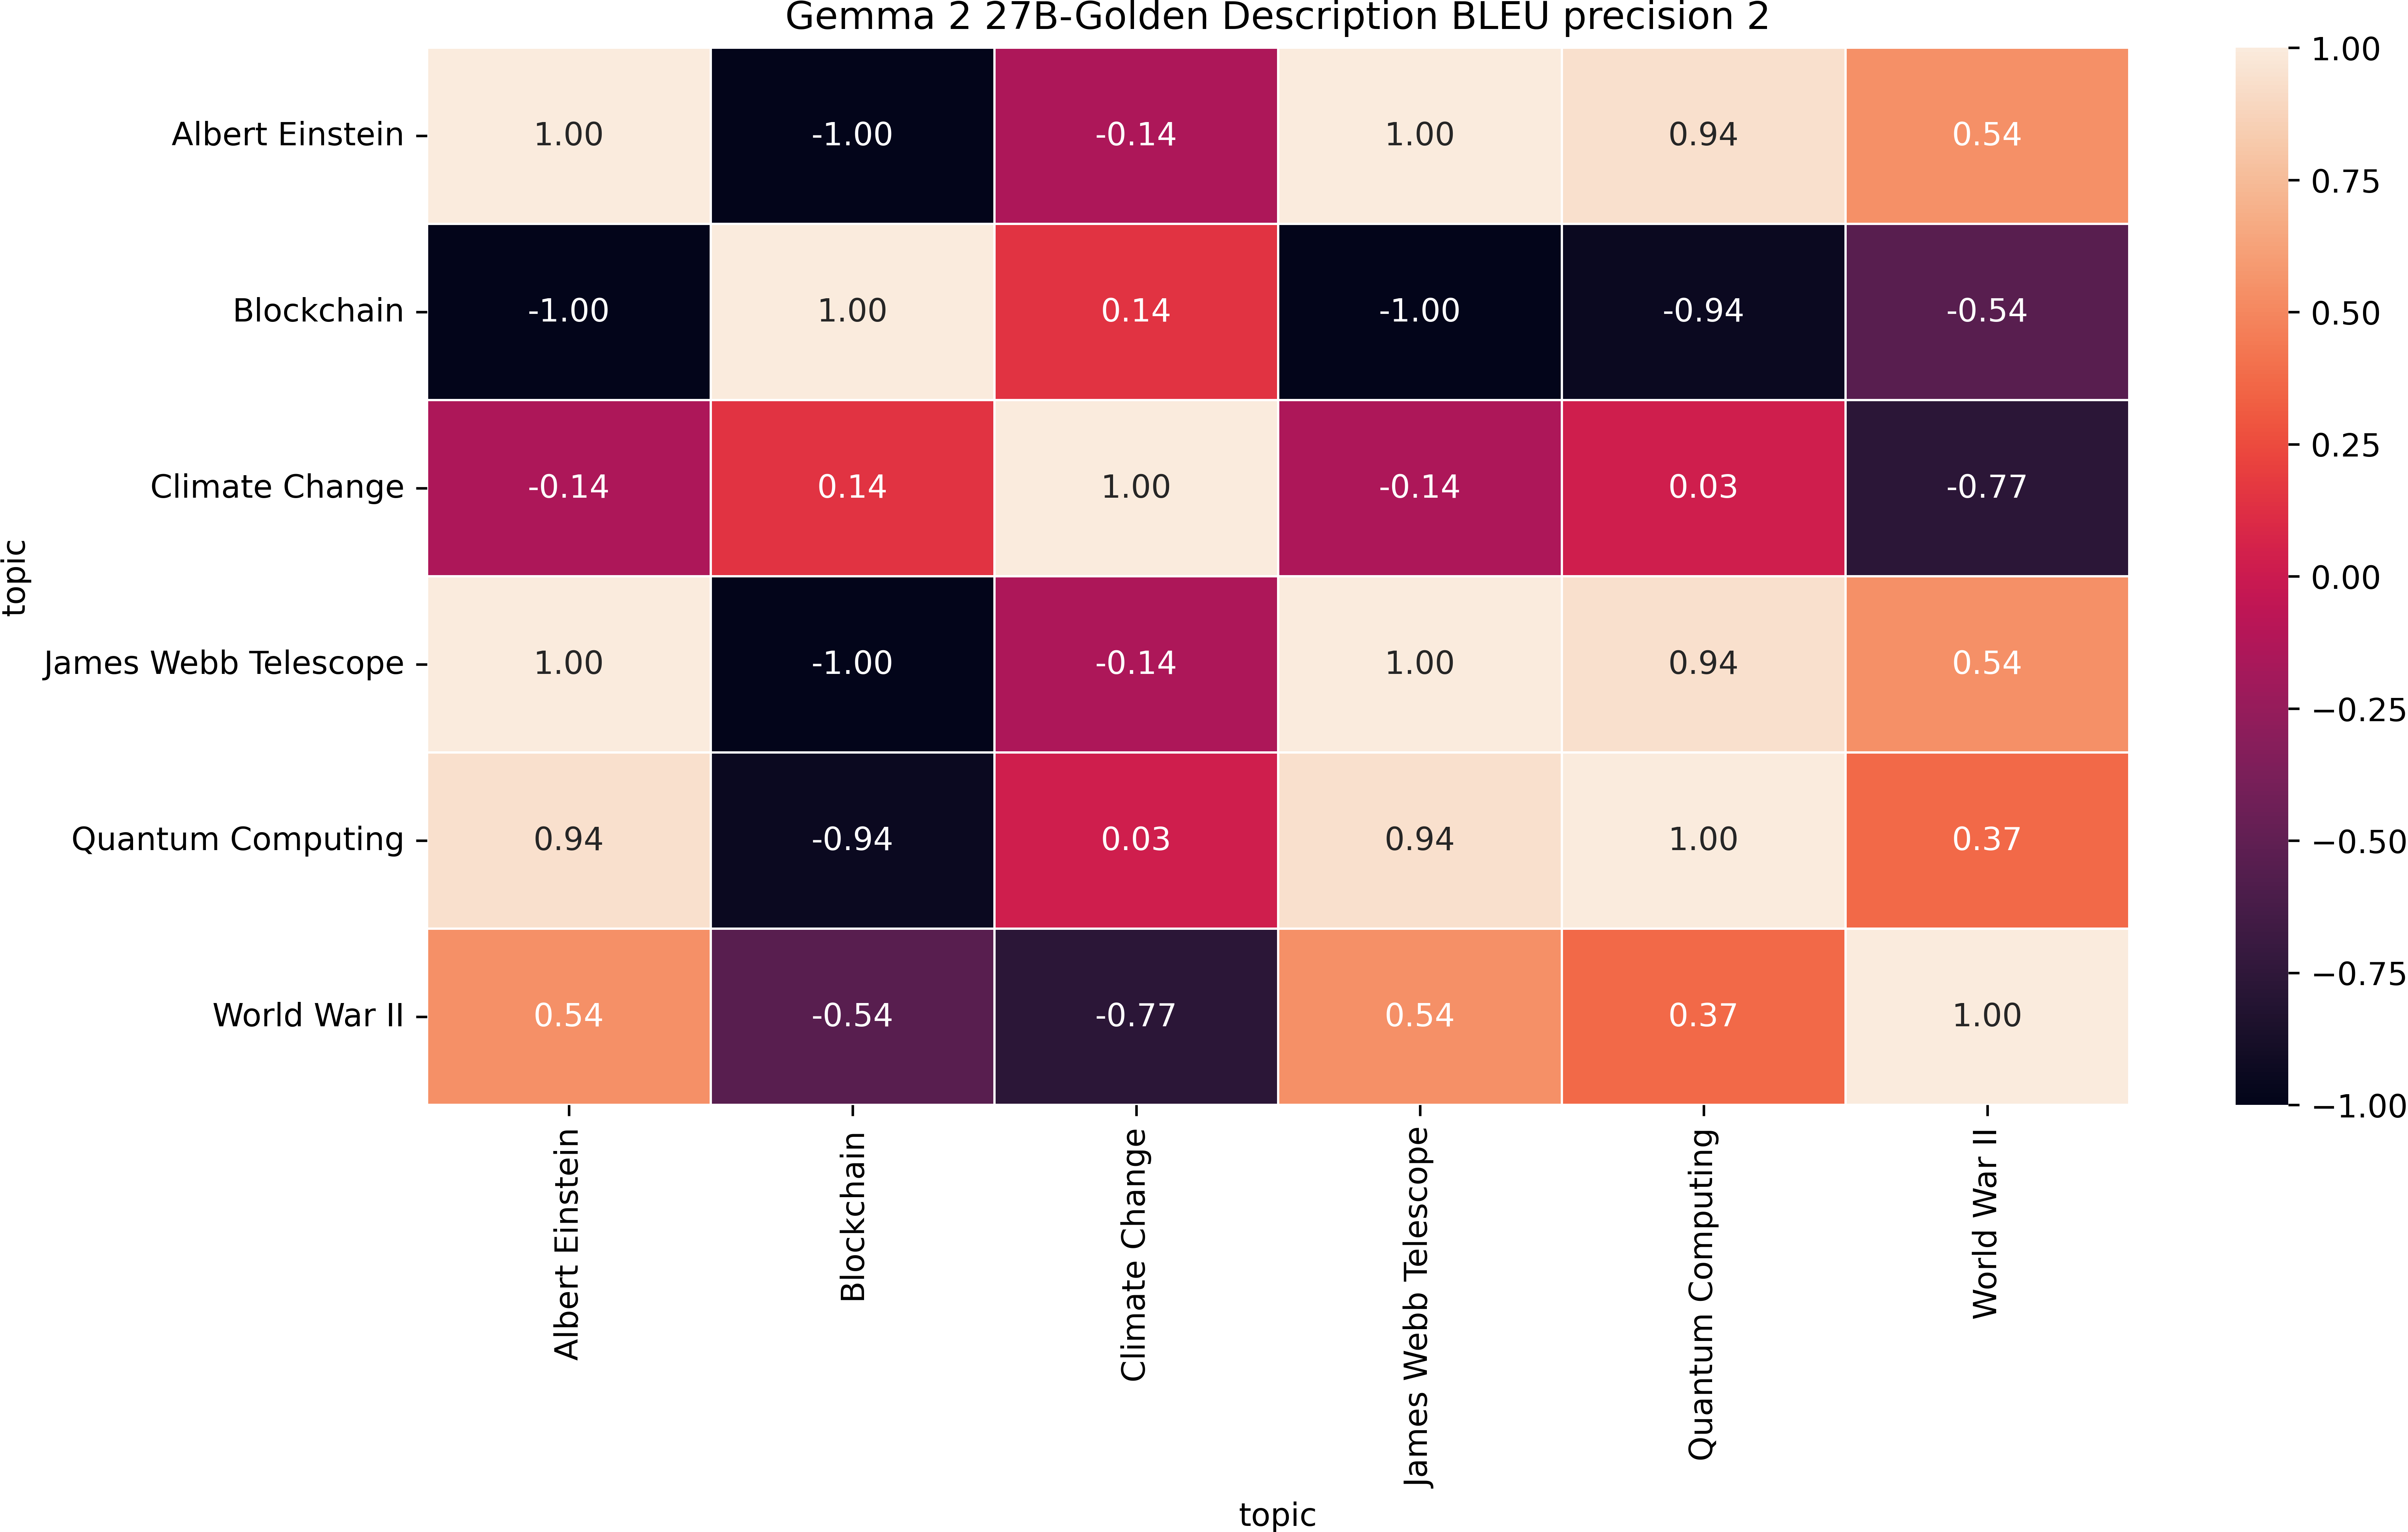 Gemma 2 27B-Golden Description BLEU precision 2
Albert Einstein 1.00 -1.00 -0.14 1.00 0.94 0.54
Blockchain -1.00 1.00 0.14 -1.00 -0.94 -0.54
Climate Change -0.14 0.14 1.00 -0.14 0.03 -0.77
James Webb Telescope 1.00 -1.00 -0.14 1.00 0.94 0.54
Quantum Computing 0.94 -0.94 0.03 0.94 1.00 0.37
World War II 0.54 -0.54 -0.77 0.54 0.37 1.00
topic
Albert Einstein
Blockchain
Climate Change
James Webb Telescope
Quantum Computing
World War II
topic
1.00
0.75
0.50
0.25
0.00
−0.25
−0.50
−0.75
−1.00